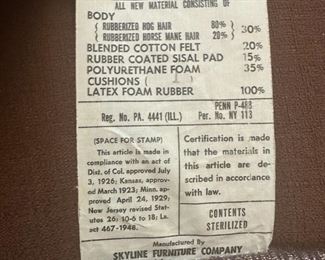 ALL NEW MATERIAL CONSISTING OF
BODY
{ RUBBERIZED HOG HAIR 80% } 30%
{ RUBBERIZED HORSE MANE HAIR 20% }
BLENDED COTTON FELT 20%
RUBBER COATED SISAL PAD 15%
POLYURETHANE FOAM 35%
CUSHIONS ( 1 )
LATEX FOAM RUBBER 100%
PENN P-488
Reg. No. PA. 4441 (ILL.) Per. No. NY 113
(SPACE FOR STAMP)
This article is made in
compliance with an act of
Dist. of Col. approved July
3, 1926; Kansas, approved
March 1923; Minn. approved
April 24, 1929;
New Jersey revised Statutes
26; 10-6 to 18; La.
act 467-1948.
Certification is made
that the materials in
this article are described
in accordance
with law.
CONTENTS
STERILIZED
Manufactured By
SKYLINE FURNITURE COMPANY